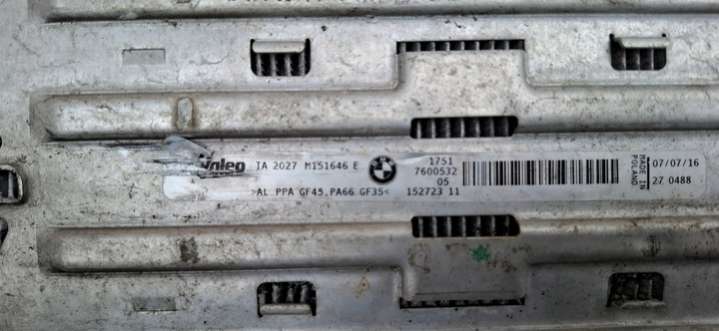 Valeo IA 2027 M151646 E
>AL PPA GF45,PA66 GF35<
BMW
1751
7600532
05
152723 11
MADE IN
POLAND
07/07/16
27 0488